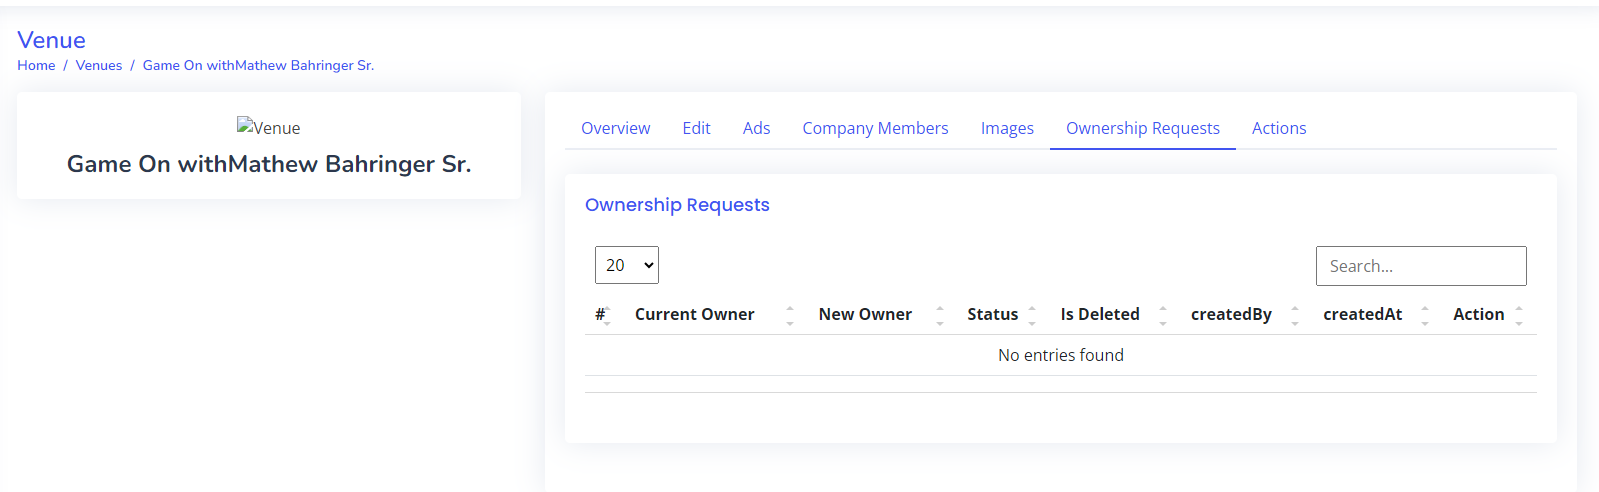 Venue
Home / Venues / Game On withMathew Bahringer Sr.
Venue
Game On withMathew Bahringer Sr.
Overview Edit Ads Company Members Images Ownership Requests Actions
Ownership Requests
20 Search...
# Current Owner New Owner Status Is Deleted createdBy createdAt Action
No entries found